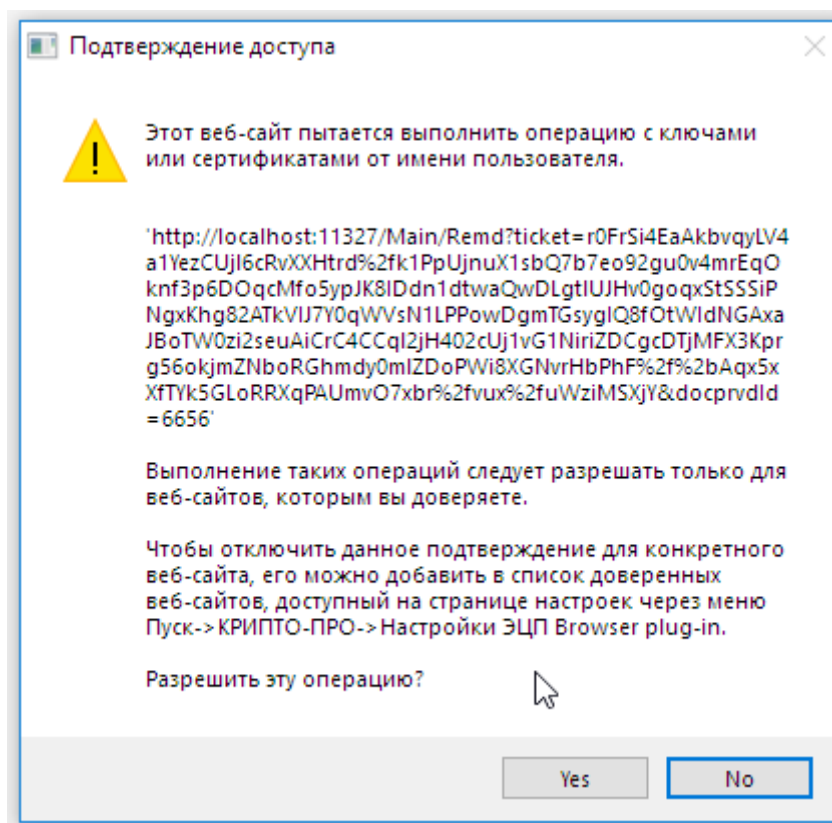 Подтверждение доступа
Этот веб-сайт пытается выполнить операцию с ключами
или сертификатами от имени пользователя.
'http://localhost:11327/Main/Remd?ticket=r0FrSi4EaAkbvqyLV4
a1YezCUjI6cRvXXHtrd%2fk1PpUjnuX1sbQ7b7eo92gu0v4mrEqO
knf3p6DOqcMfo5ypJK8IDdn1dtwaQwDLgtIUJHv0goqxStSSSiP
NgxKhg82ATkVIJ7Y0qWVsN1LPPowDgmTGsygIQ8fOtWIdNGAxa
JBoTW0zi2seuAiCrC4CCqI2jH402cUj1vG1NiriZDCgcDTjMFX3Kpr
g56okjmZNboRGhmdy0mIZDoPWi8XGNvrHbPhF%2f%2bAqx5x
XfTYk5GLoRRXqPAUmvO7xbr%2fvux%2fuWziMSXjY&docprvdId
=6656'
Выполнение таких операций следует разрешать только для
веб-сайтов, которым вы доверяете.
Чтобы отключить данное подтверждение для конкретного
веб-сайта, его можно добавить в список доверенных
веб-сайтов, доступный на странице настроек через меню
Пуск->КРИПТО-ПРО->Настройки ЭЦП Browser plug-in.
Разрешить эту операцию?
Yes
No